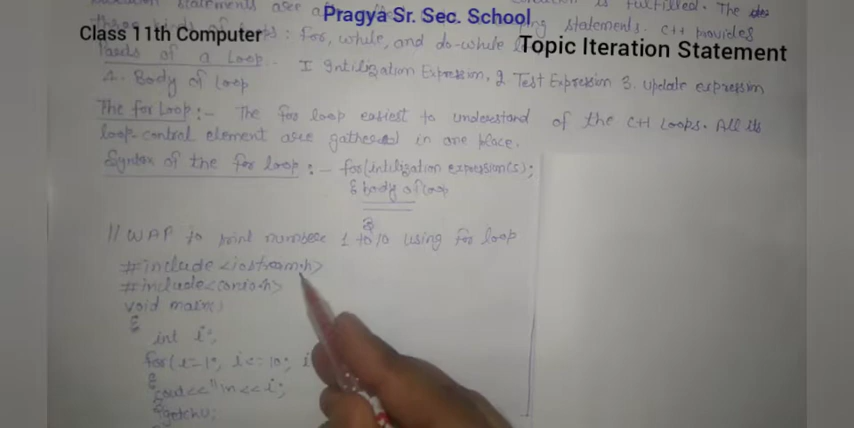 statements are
is fulfilled. The
Pragya Sr. Sec. School
statements. C++ provides
Class 11th Computer
: for, while, and do-while
Topic Iteration Statement
Parts of a Loop - I Intilization Expression, 2. Test Expression 3. Update expression
4. Body of Loop
The For Loop :- The for loop easiest to understand of the C++ Loops. All its
loop control element are gathered in one place.
Syntax of the for loop :- for(intilization expression(s);
{ body of loop
// WAP to print numbers 1 to 10 using for loop
#include <iostream.h>
#include<conio.h>
void main()
{
int i;
for(i=1; i<=10; i
{
cout<<"\n<<i;
getch();